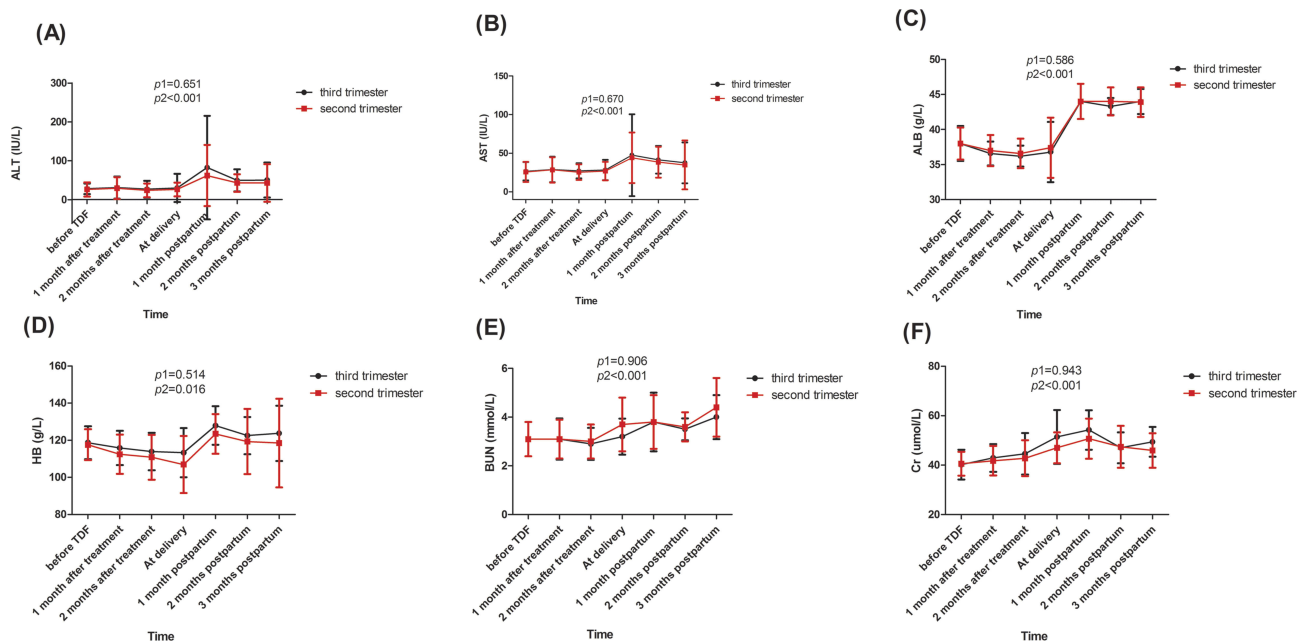 (A)
ALT (IU/L)
300
200
100
0
p1=0.651
p2<0.001
third trimester
second trimester
before TDF
1 month after treatment
2 months after treatment
At delivery
1 month postpartum
2 months postpartum
3 months postpartum
Time
(B)
AST (IU/L)
200
150
100
50
0
p1=0.670
p2<0.001
third trimester
second trimester
before TDF
1 month after treatment
2 months after treatment
At delivery
1 month postpartum
2 months postpartum
3 months postpartum
Time
(C)
ALB (g/L)
50
45
40
35
30
p1=0.586
p2<0.001
third trimester
second trimester
before TDF
1 month after treatment
2 months after treatment
At delivery
1 month postpartum
2 months postpartum
3 months postpartum
Time
(D)
HB (g/L)
160
140
120
100
80
p1=0.514
p2=0.016
third trimester
second trimester
before TDF
1 month after treatment
2 months after treatment
At delivery
1 month postpartum
2 months postpartum
3 months postpartum
Time
(E)
BUN (mmol/L)
6
4
2
0
p1=0.906
p2<0.001
third trimester
second trimester
before TDF
1 month after treatment
2 months after treatment
At delivery
1 month postpartum
2 months postpartum
3 months postpartum
Time
(F)
Cr (umol/L)
80
60
40
20
p1=0.943
p2<0.001
third trimester
second trimester
before TDF
1 month after treatment
2 months after treatment
At delivery
1 month postpartum
2 months postpartum
3 months postpartum
Time